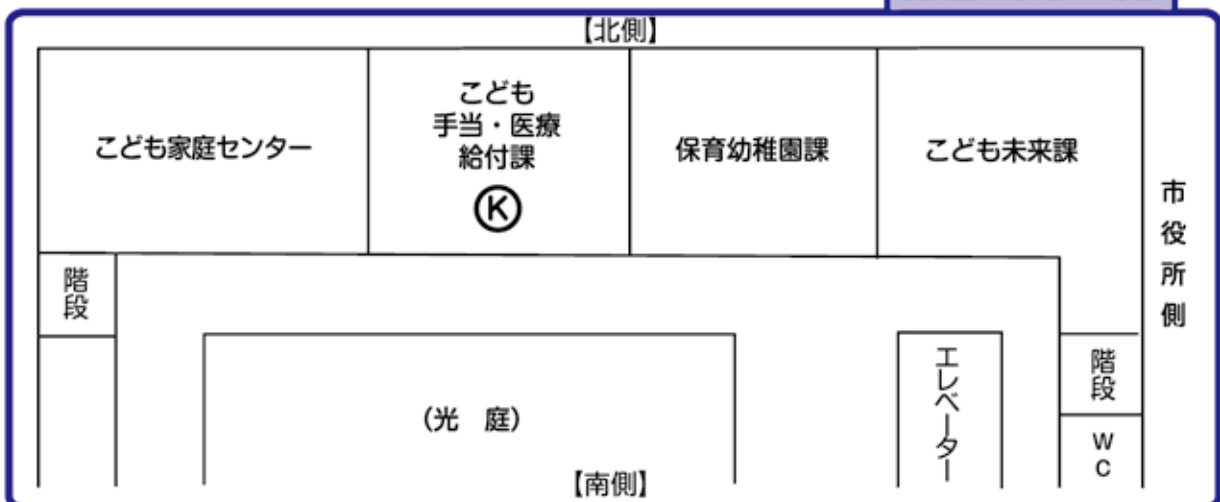 【北側】
こども家庭センター
こども
手当・医療
給付課
Ⓚ
保育幼稚園課
こども未来課
市役所側
階段
(光 庭)
エレベーター
階段
WC
【南側】